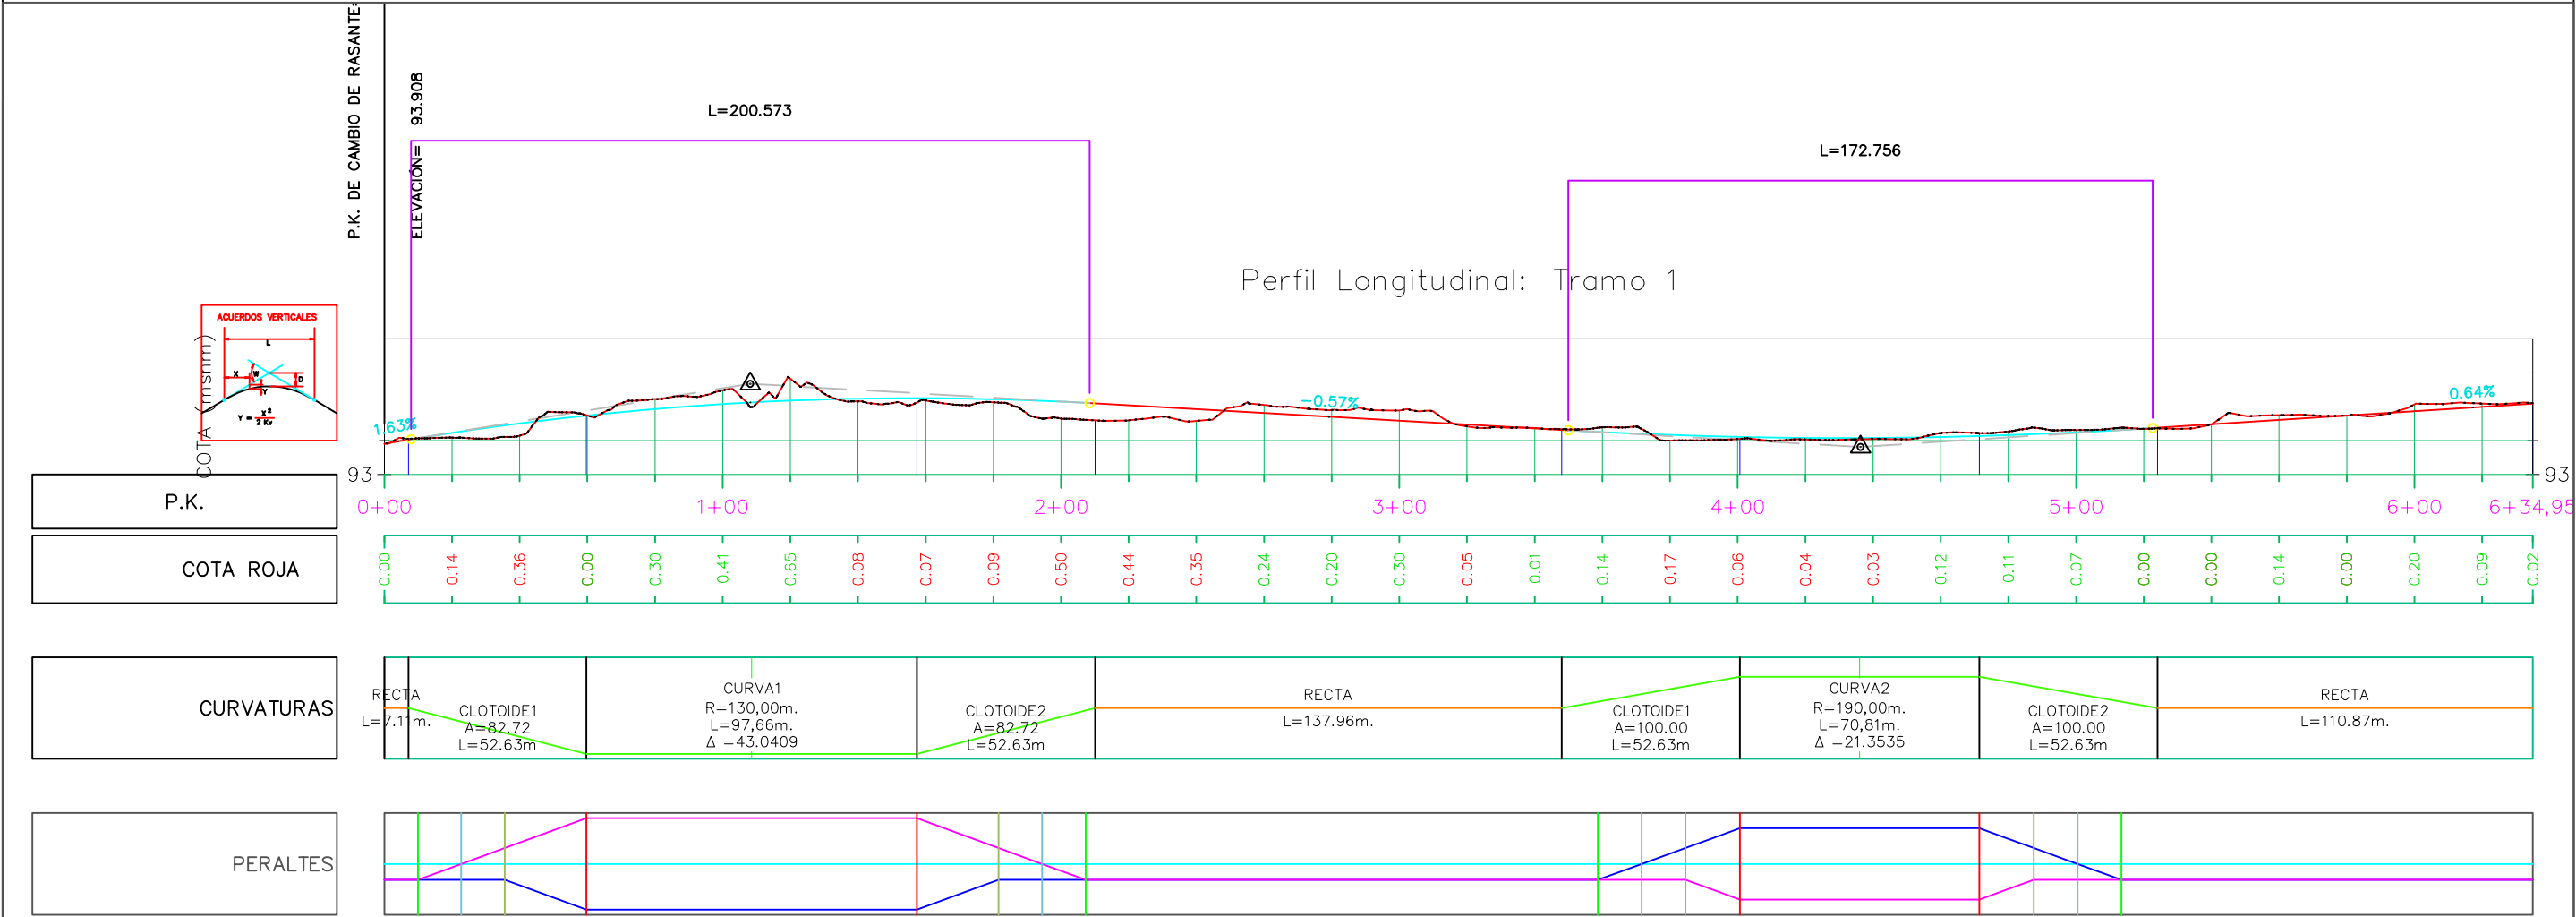 P.K. DE CAMBIO DE RASANTE=
ELEVACIÓN= 93.908
L=200.573
L=172.756
Perfil Longitudinal: Tramo 1
ACUERDOS VERTICALES
L
X
W
D
Y
Y = X²
2 Kv
COTA (msnm)
1.63%
-0.57%
0.64%
93
93
P.K.
0+00 1+00 2+00 3+00 4+00 5+00 6+00 6+34,95
COTA ROJA
0.00 0.14 0.36 0.00 0.30 0.41 0.65 0.08 0.07 0.09 0.50 0.44 0.35 0.24 0.20 0.30 0.05 0.01 0.14 0.17 0.06 0.04 0.03 0.12 0.11 0.07 0.00 0.00 0.14 0.00 0.20 0.09 0.02
CURVATURAS
RECTA
L=7.11m.
CLOTOIDE1
A=82.72
L=52.63m
CURVA1
R=130,00m.
L=97,66m.
Δ =43.0409
CLOTOIDE2
A=82.72
L=52.63m
RECTA
L=137.96m.
CLOTOIDE1
A=100.00
L=52.63m
CURVA2
R=190,00m.
L=70,81m.
Δ =21.3535
CLOTOIDE2
A=100.00
L=52.63m
RECTA
L=110.87m.
PERALTES